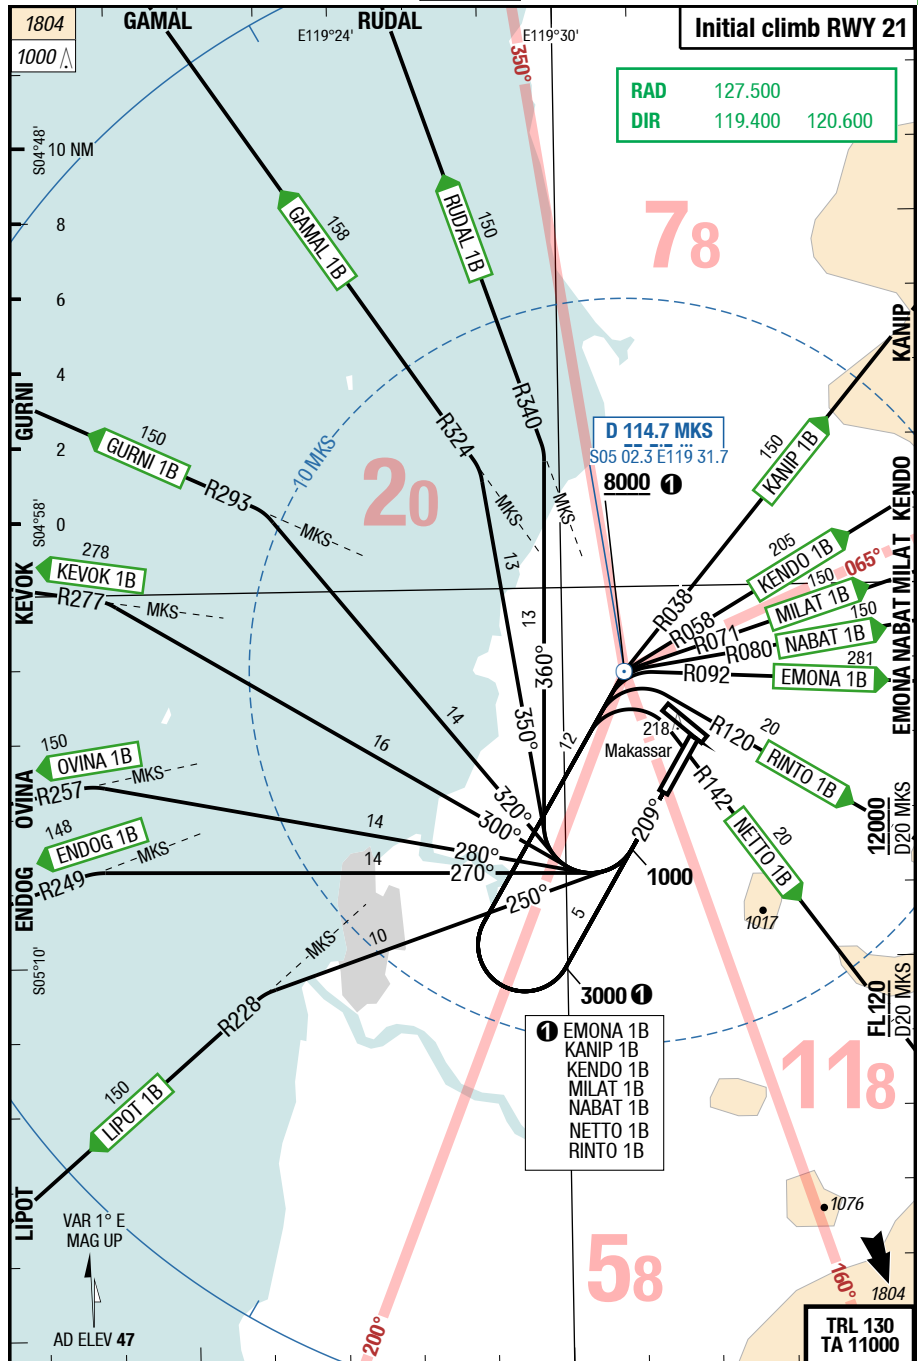 1804
1000
GAMAL
RUDAL
E119°24'
E119°30'
Initial climb RWY 21
350°
RAD 127.500
DIR 119.400 120.600
S04°48'
10 NM
8
6
4
2
0
S04°58'
S05°10'
158
GAMAL 1B
150
RUDAL 1B
78
KANIP
150
KANIP 1B
10 MKS
GURNI
150
GURNI 1B
R293
MKS
R324
MKS
13
R340
MKS
13
20
D 114.7 MKS
S05 02.3 E119 31.7
8000 1
KENDO
205
KENDO 1B
065°
MILAT
150
MILAT 1B
NABAT
150
NABAT 1B
EMONA
281
EMONA 1B
R038
R058
R071
R080
R092
278
KEVOK 1B
KEVOK
R277
MKS
360°
350°
14
16
320°
300°
12
218
Makassar
R120
20
RINTO 1B
12000
D20 MKS
R142
20
NETTO 1B
FL120
D20 MKS
209°
150
OVINA 1B
OVINA
R257
MKS
14
280°
148
ENDOG 1B
ENDOG
R249
MKS
14
270°
250°
1000
5
1017
MKS
10
R228
3000 1
1 EMONA 1B
KANIP 1B
KENDO 1B
MILAT 1B
NABAT 1B
NETTO 1B
RINTO 1B
118
150
LIPOT 1B
LIPOT
1076
58
VAR 1° E
MAG UP
AD ELEV 47
200°
160°
1804
TRL 130
TA 11000